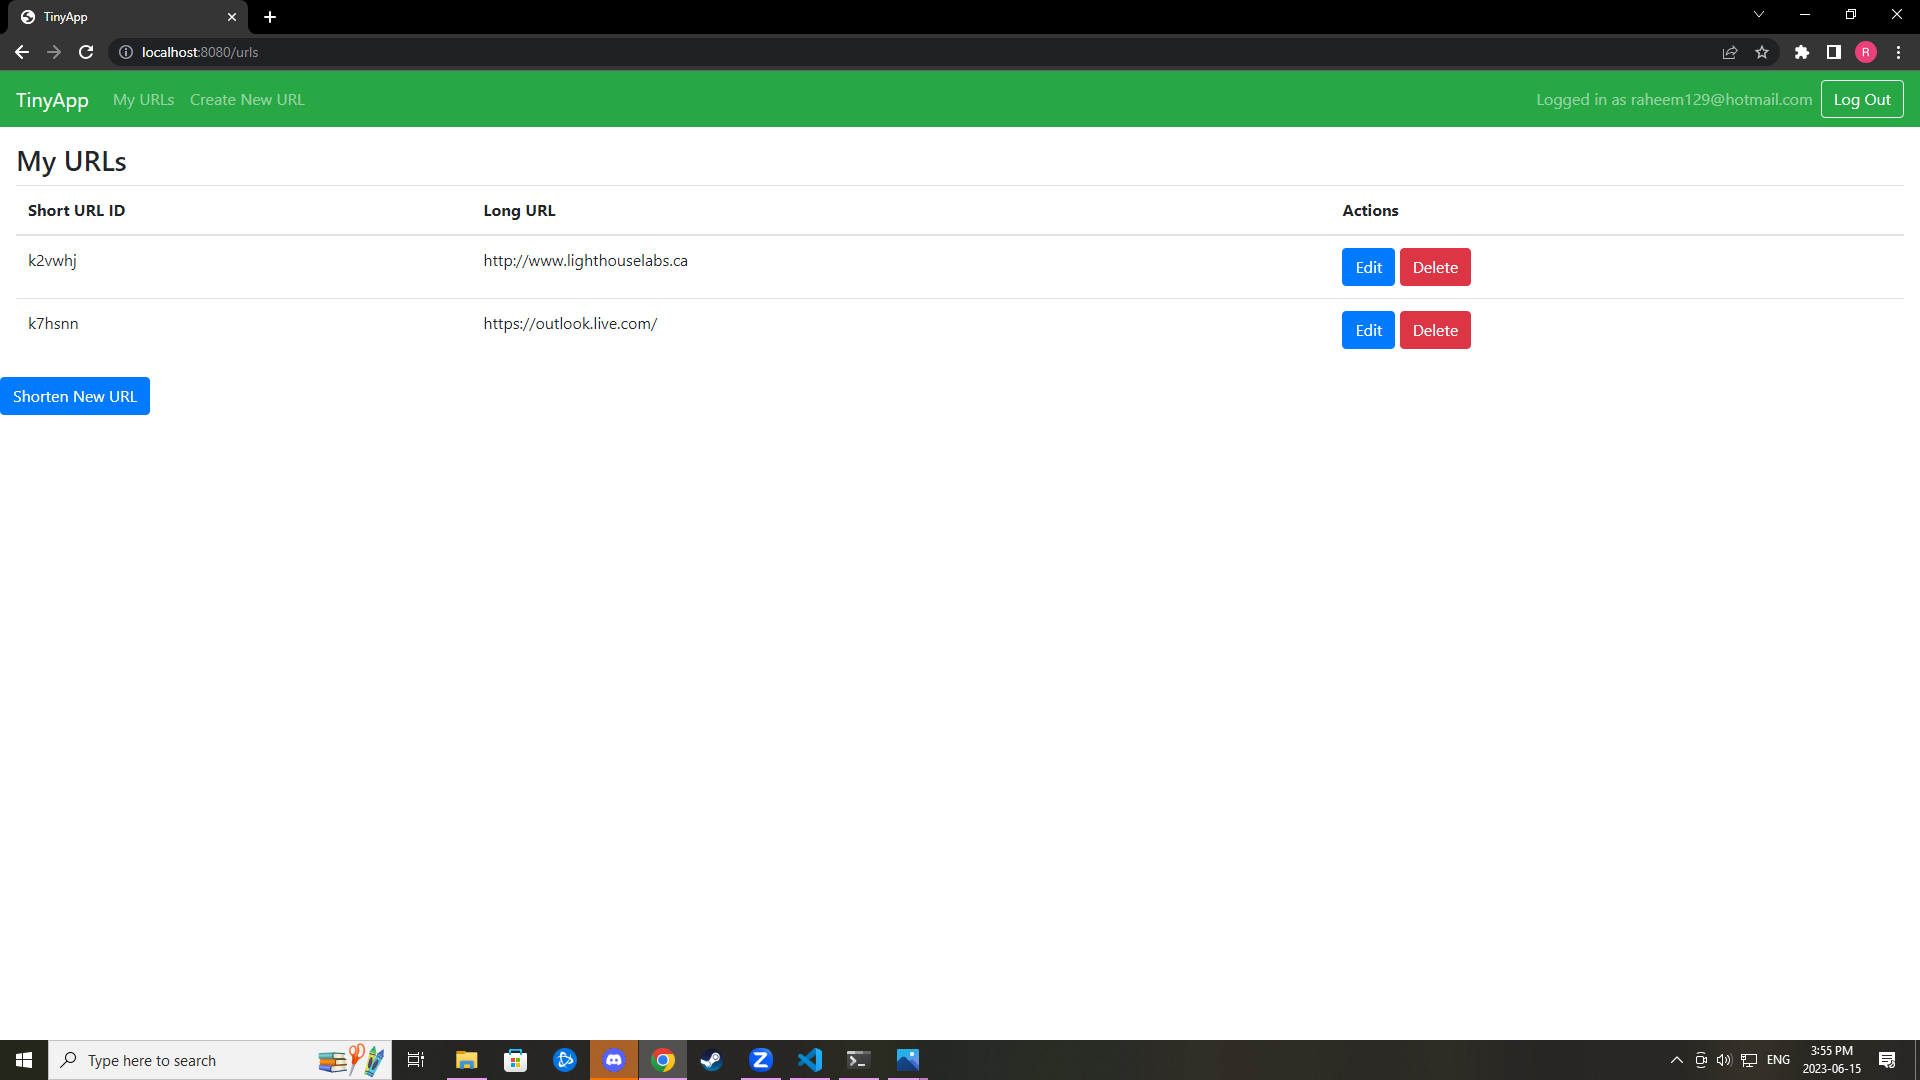 TinyApp
localhost:8080/urls
R
TinyApp My URLs Create New URL Logged in as raheem129@hotmail.com Log Out
My URLs
Short URL ID Long URL Actions
k2vwhj http://www.lighthouselabs.ca Edit Delete
k7hsnn https://outlook.live.com/ Edit Delete
Shorten New URL
Type here to search
ENG
3:55 PM
2023-06-15